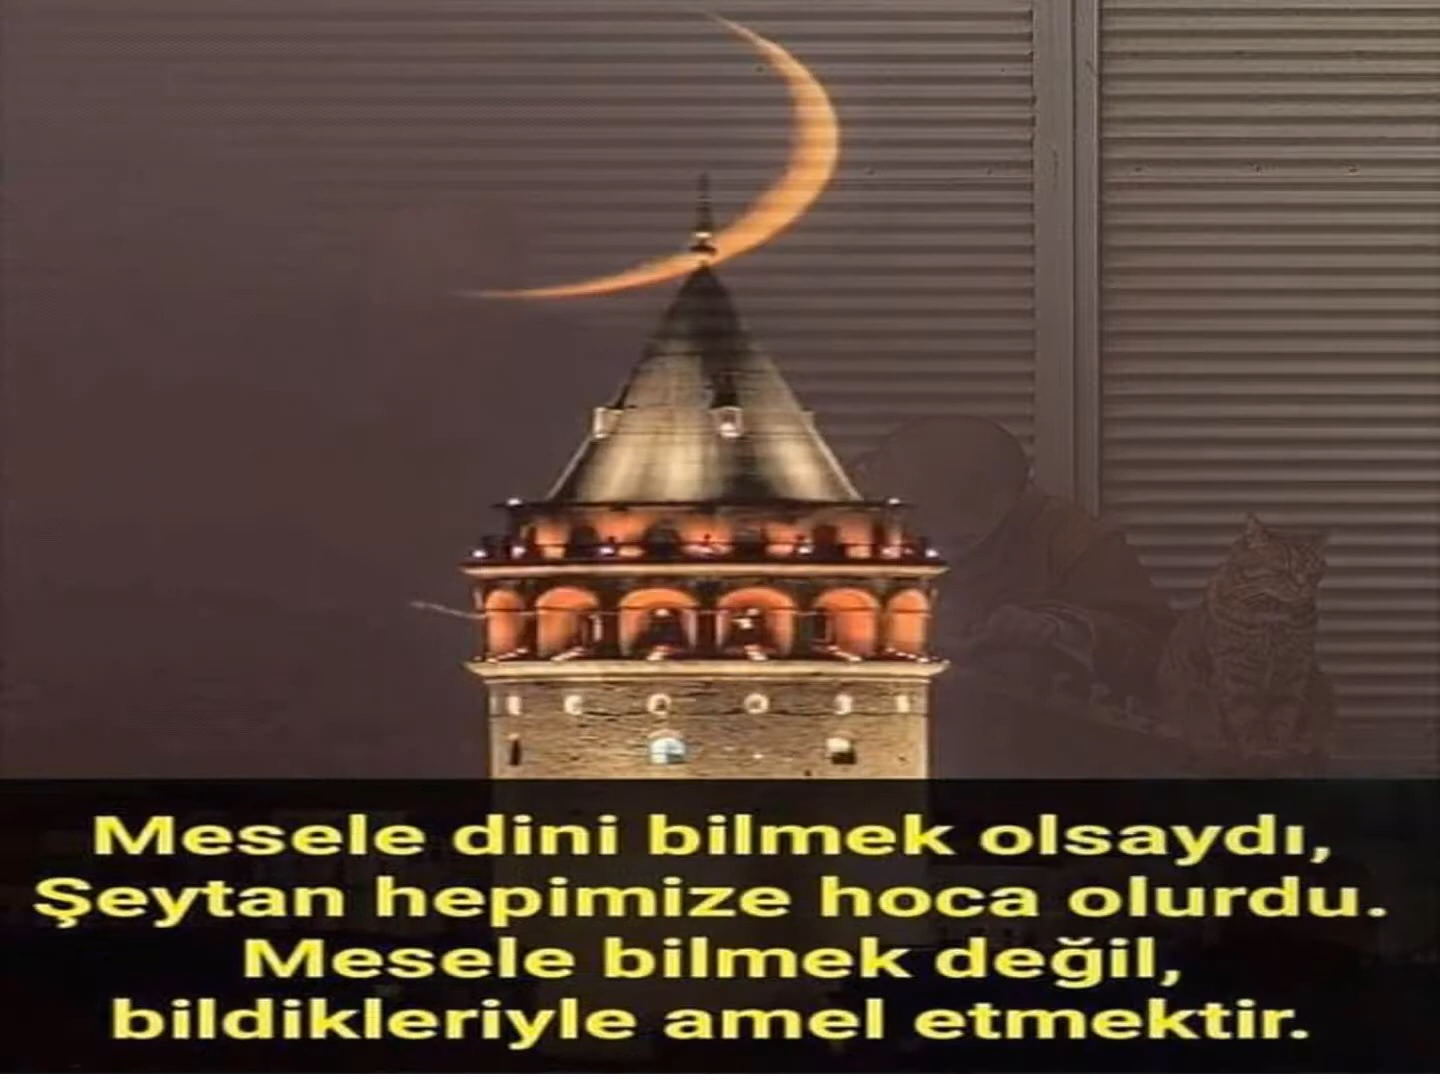 Mesele dini bilmek olsaydı,
Şeytan hepimize hoca olurdu.
Mesele bilmek değil,
bildikleriyle amel etmektir.